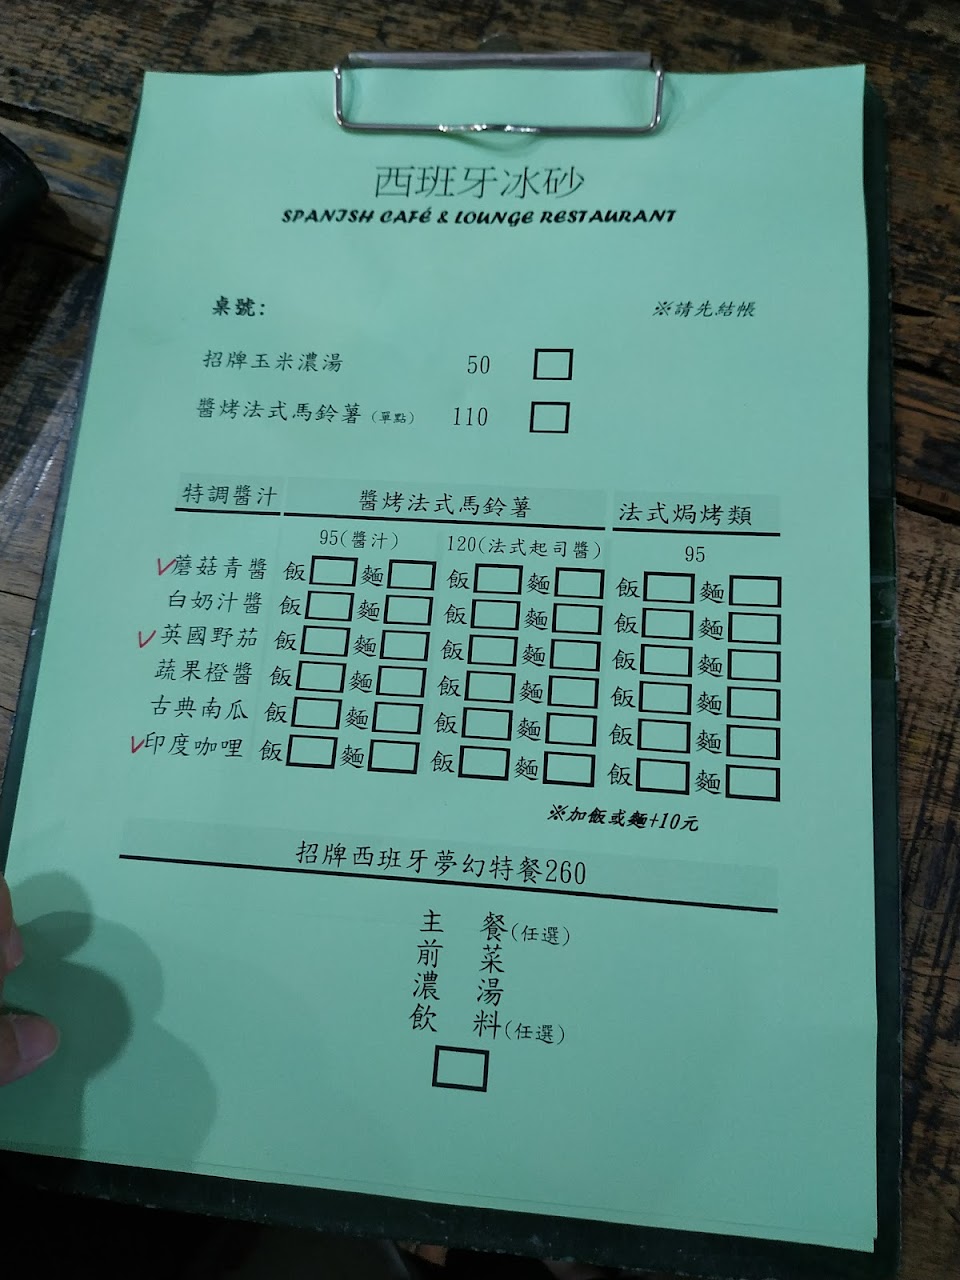 西班牙冰砂
SPANISH CAFÉ & LOUNGE RESTAURANT
桌號: ※請先結帳
招牌玉米濃湯 50
醬烤法式馬鈴薯(單點) 110
特調醬汁 醬烤法式馬鈴薯 法式焗烤類
95(醬汁) 120(法式起司醬) 95
蘑菇青醬 飯 麵 飯 麵 飯 麵
白奶汁醬 飯 麵 飯 麵 飯 麵
英國野茄 飯 麵 飯 麵 飯 麵
蔬果橙醬 飯 麵 飯 麵 飯 麵
古典南瓜 飯 麵 飯 麵 飯 麵
印度咖哩 飯 麵 飯 麵 飯 麵
※加飯或麵+10元
招牌西班牙夢幻特餐260
主 餐(任選)
前 菜
濃 湯
飲 料(任選)